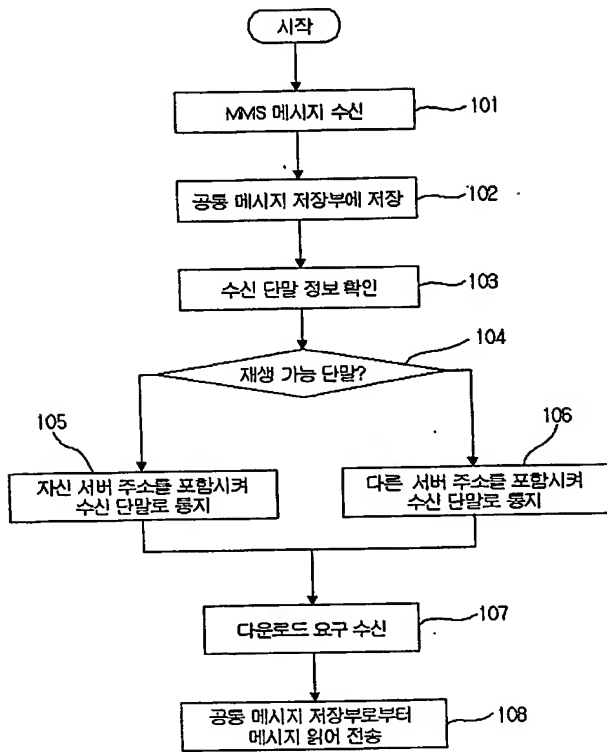 시작
MMS 메시지 수신
101
공통 메시지 저장부에 저장
102
수신 단말 정보 확인
103
재생 가능 단말?
104
105
자신 서버 주소를 포함시켜
수신 단말로 통지
106
다른 서버 주소를 포함시켜
수신 단말로 통지
다운로드 요구 수신
107
공통 메시지 저장부로부터
메시지 읽어 전송
108